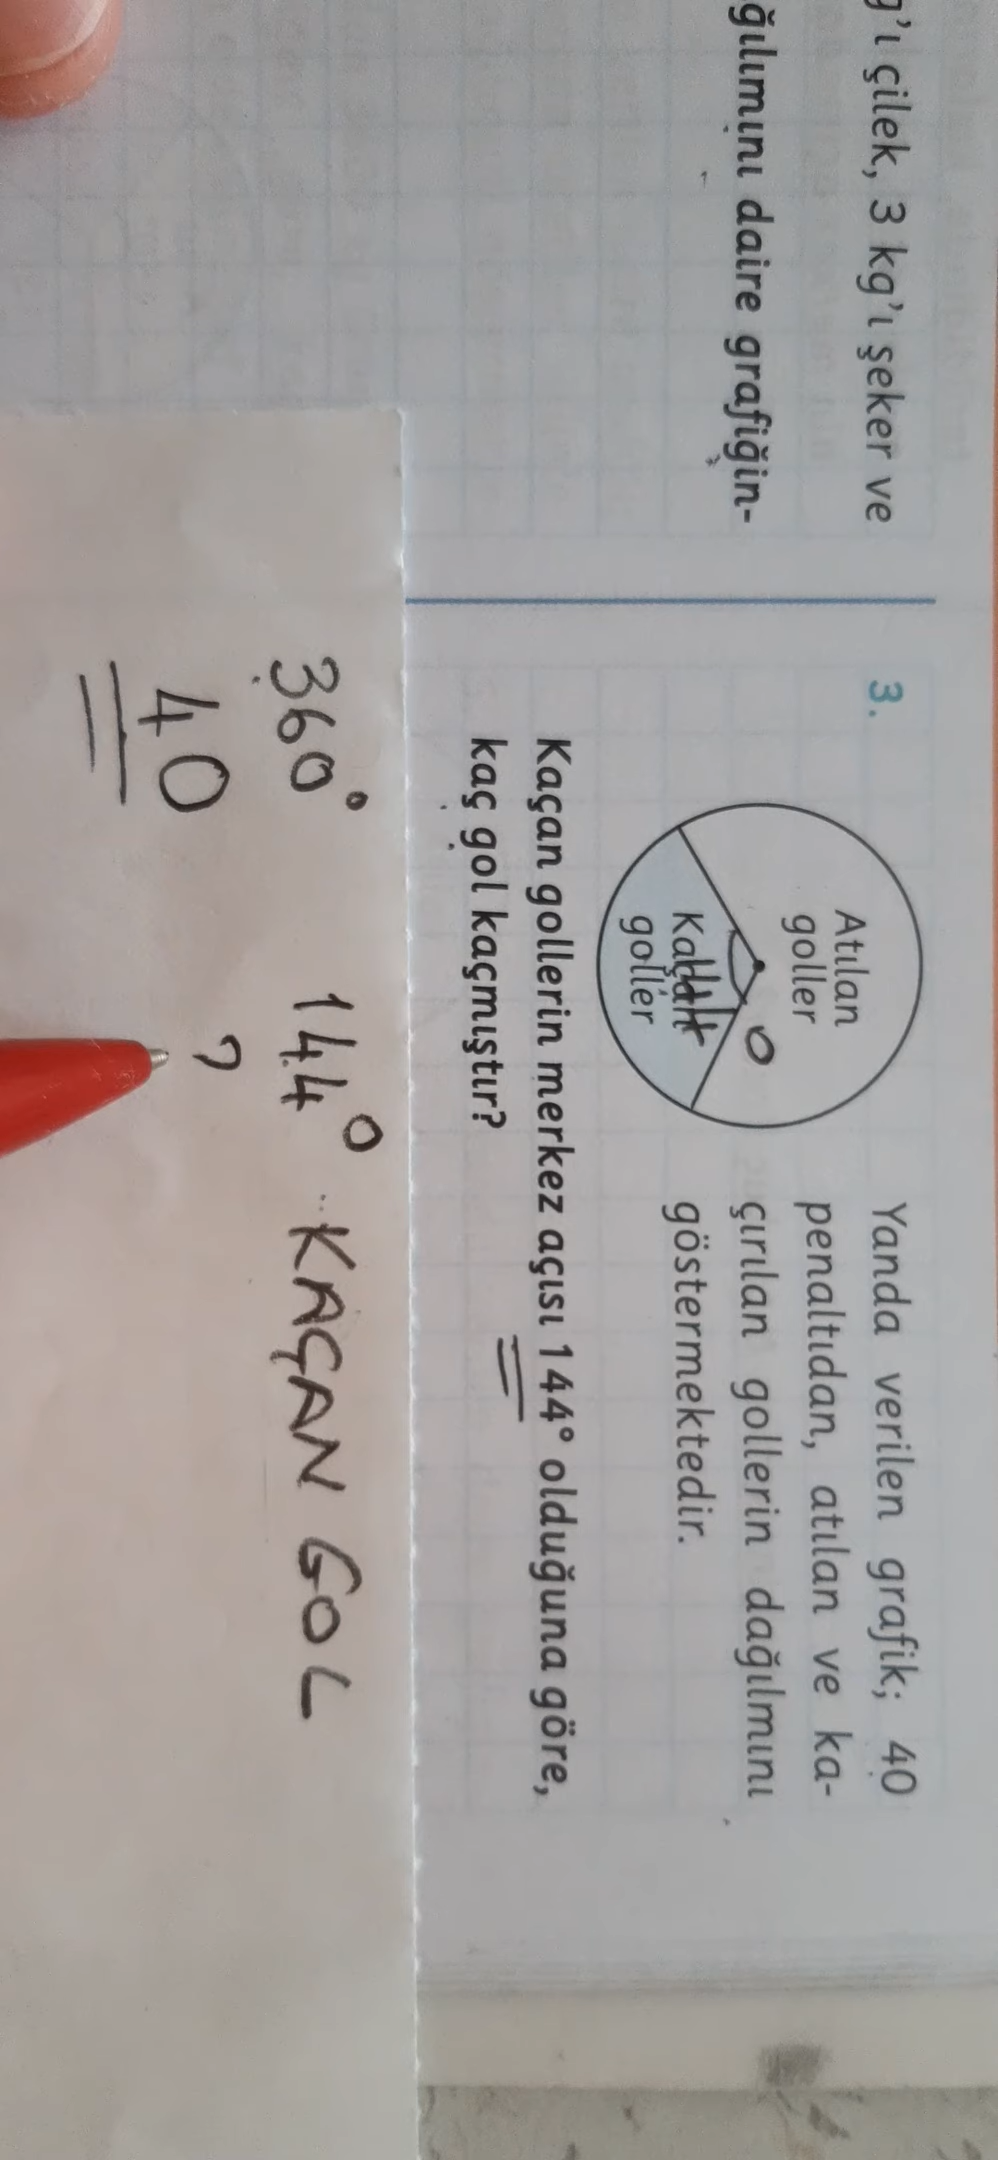 g'ı çilek, 3 kg'ı şeker ve
ğılımını daire grafiğin-
3.
Atılan
goller
Kaçan
goller
Yanda verilen grafik; 40
penaltıdan, atılan ve ka-
çırılan gollerin dağılmını
göstermektedir.
Kaçan gollerin merkez açısı 144° olduğuna göre,
kaç gol kaçmıştır?
360° 144° KAÇAN GOL
40 ?